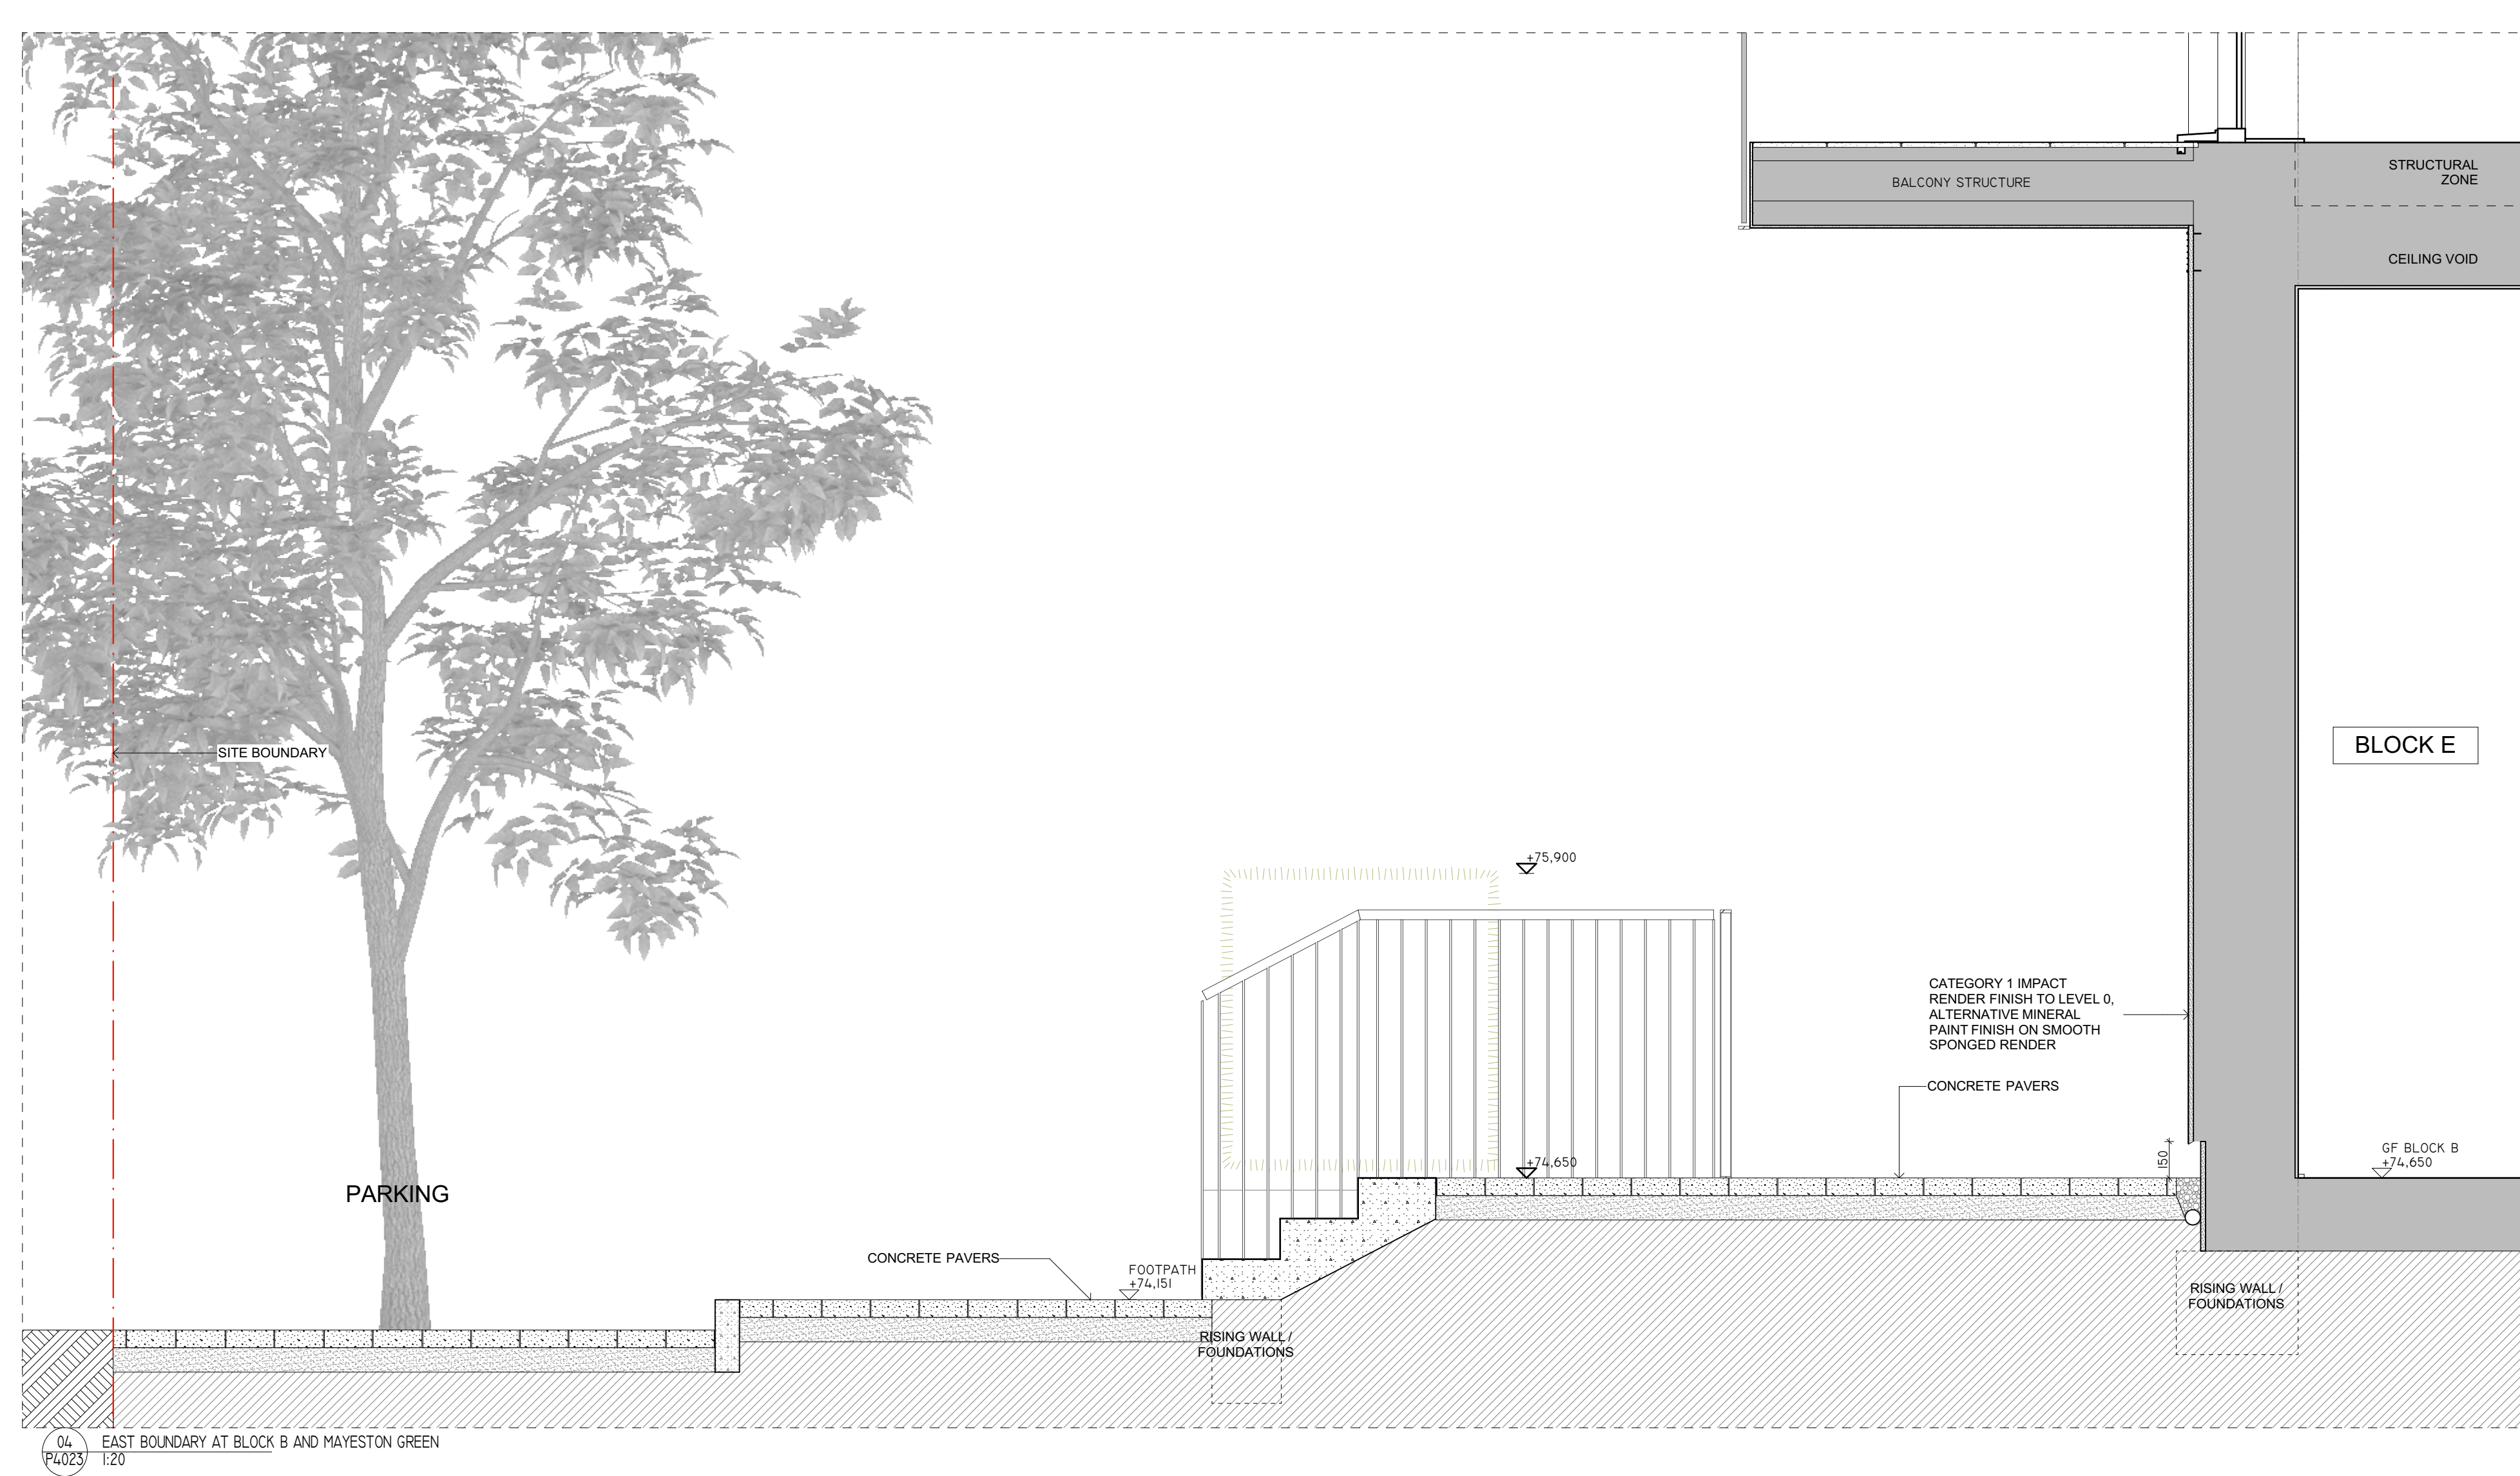 STRUCTURAL
ZONE
BALCONY STRUCTURE
CEILING VOID
SITE BOUNDARY
BLOCK E
+75,900
CATEGORY 1 IMPACT
RENDER FINISH TO LEVEL 0,
ALTERNATIVE MINERAL
PAINT FINISH ON SMOOTH
SPONGED RENDER
CONCRETE PAVERS
150
GF BLOCK B
+74,650
+74,650
PARKING
CONCRETE PAVERS
FOOTPATH
+74,151
RISING WALL /
FOUNDATIONS
RISING WALL /
FOUNDATIONS
04
P4023
EAST BOUNDARY AT BLOCK B AND MAYESTON GREEN
1:20